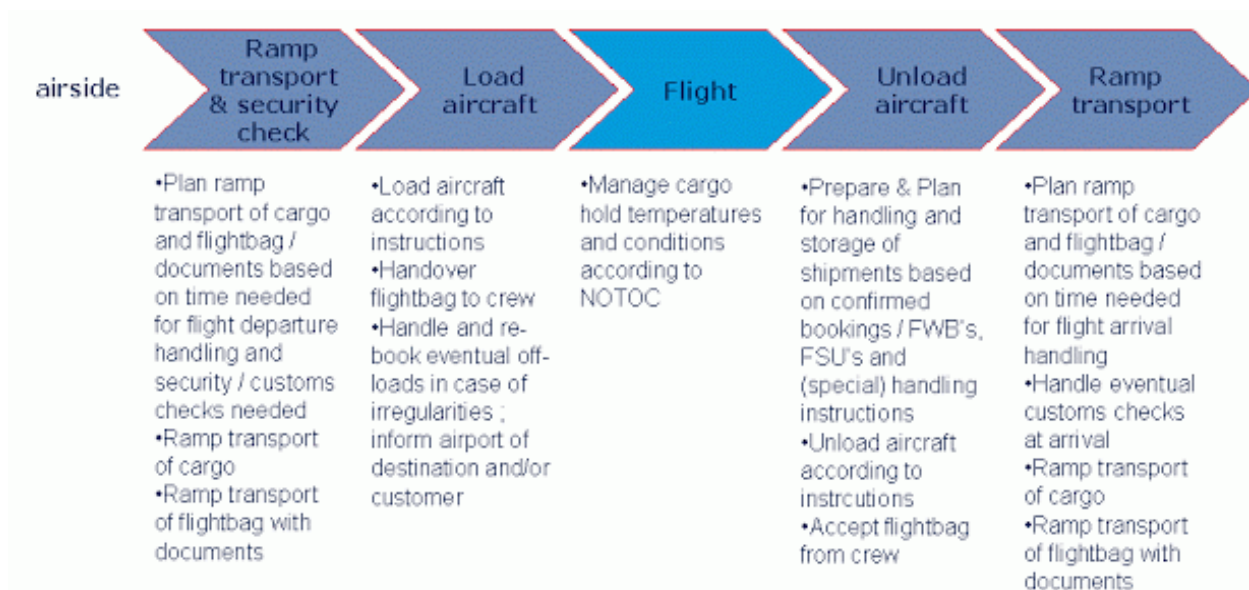 airside
Ramp
transport
& security
check
Load
aircraft
Flight
Unload
aircraft
Ramp
transport
•Plan ramp
transport of cargo
and flightbag /
documents based
on time needed
for flight departure
handling and
security / customs
checks needed
•Ramp transport
of cargo
•Ramp transport
of flightbag with
documents
•Load aircraft
according to
instructions
•Handover
flightbag to crew
•Handle and re-
book eventual off-
loads in case of
irregularities ;
inform airport of
destination and/or
customer
•Manage cargo
hold temperatures
and conditions
according to
NOTOC
•Prepare & Plan
for handling and
storage of
shipments based
on confirmed
bookings / FWB's,
FSU's and
(special) handling
instructions
•Unload aircraft
according to
instrcutions
•Accept flightbag
from crew
•Plan ramp
transport of cargo
and flightbag /
documents based
on time needed
for flight arrival
handling
•Handle eventual
customs checks
at arrival
•Ramp transport
of cargo
•Ramp transport
of flightbag with
documents